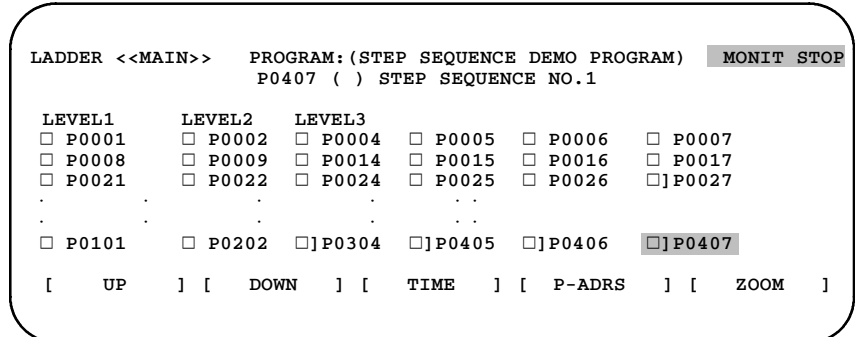 LADDER <<MAIN>> PROGRAM:(STEP SEQUENCE DEMO PROGRAM) MONIT STOP
P0407 ( ) STEP SEQUENCE NO.1
LEVEL1 LEVEL2 LEVEL3
□ P0001 □ P0002 □ P0004 □ P0005 □ P0006 □ P0007
□ P0008 □ P0009 □ P0014 □ P0015 □ P0016 □ P0017
□ P0021 □ P0022 □ P0024 □ P0025 □ P0026 □]P0027
. . . . . .
. . . . . .
□ P0101 □ P0202 □]P0304 □]P0405 □]P0406 □]P0407
[ UP ] [ DOWN ] [ TIME ] [ P-ADRS ] [ ZOOM ]